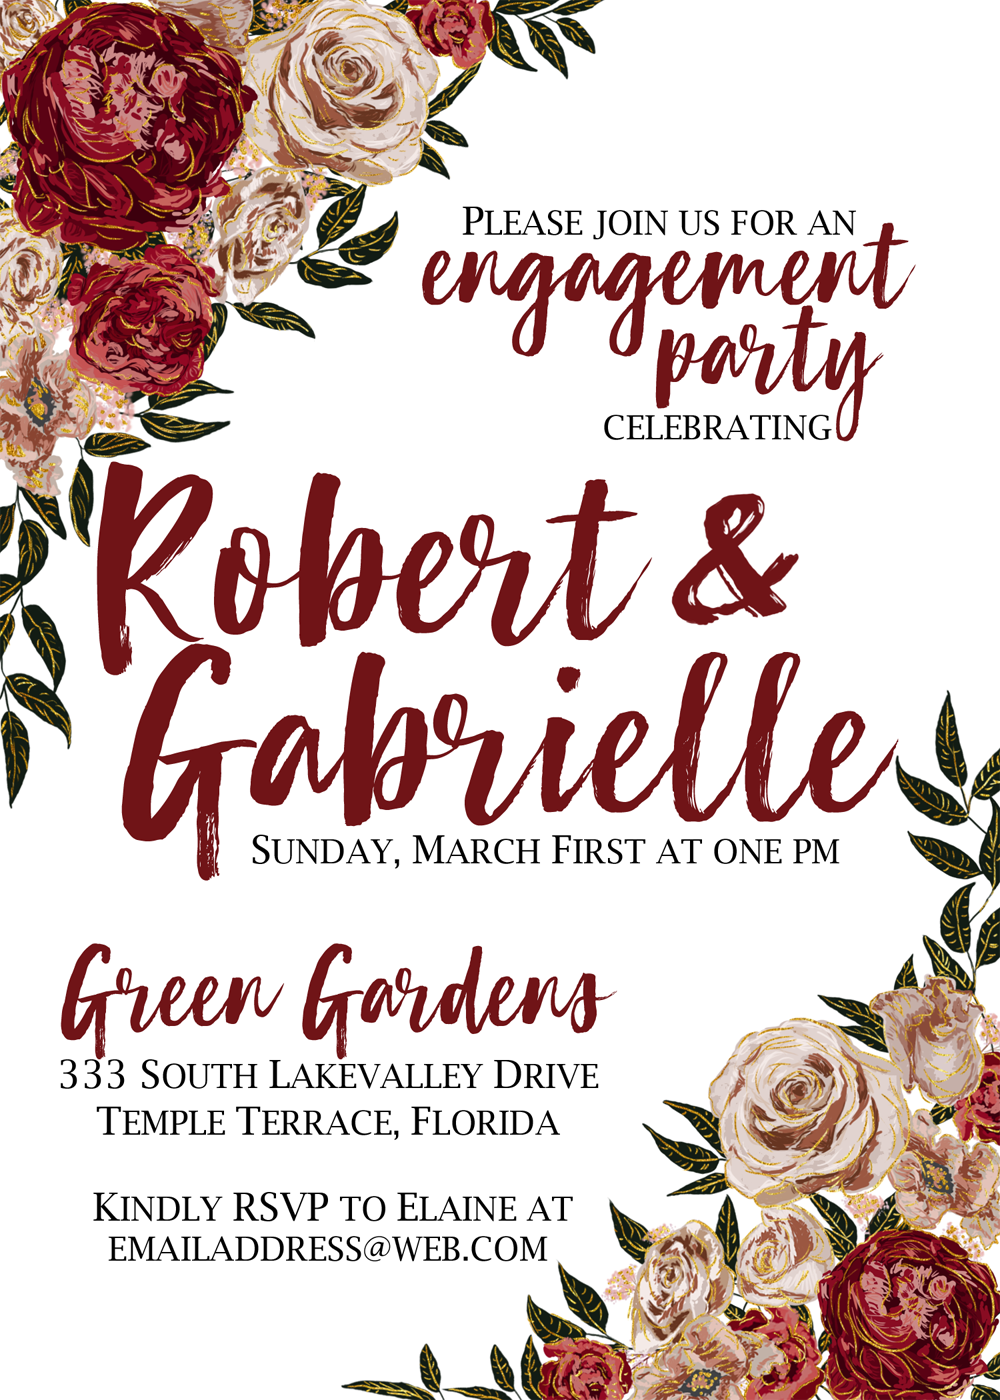 Please join us for an
engagement
party
celebrating
Robert &
Gabrielle
Sunday, March First at one pm
Green Gardens
333 South Lakevalley Drive
Temple Terrace, Florida
Kindly RSVP to Elaine at
emailaddress@web.com